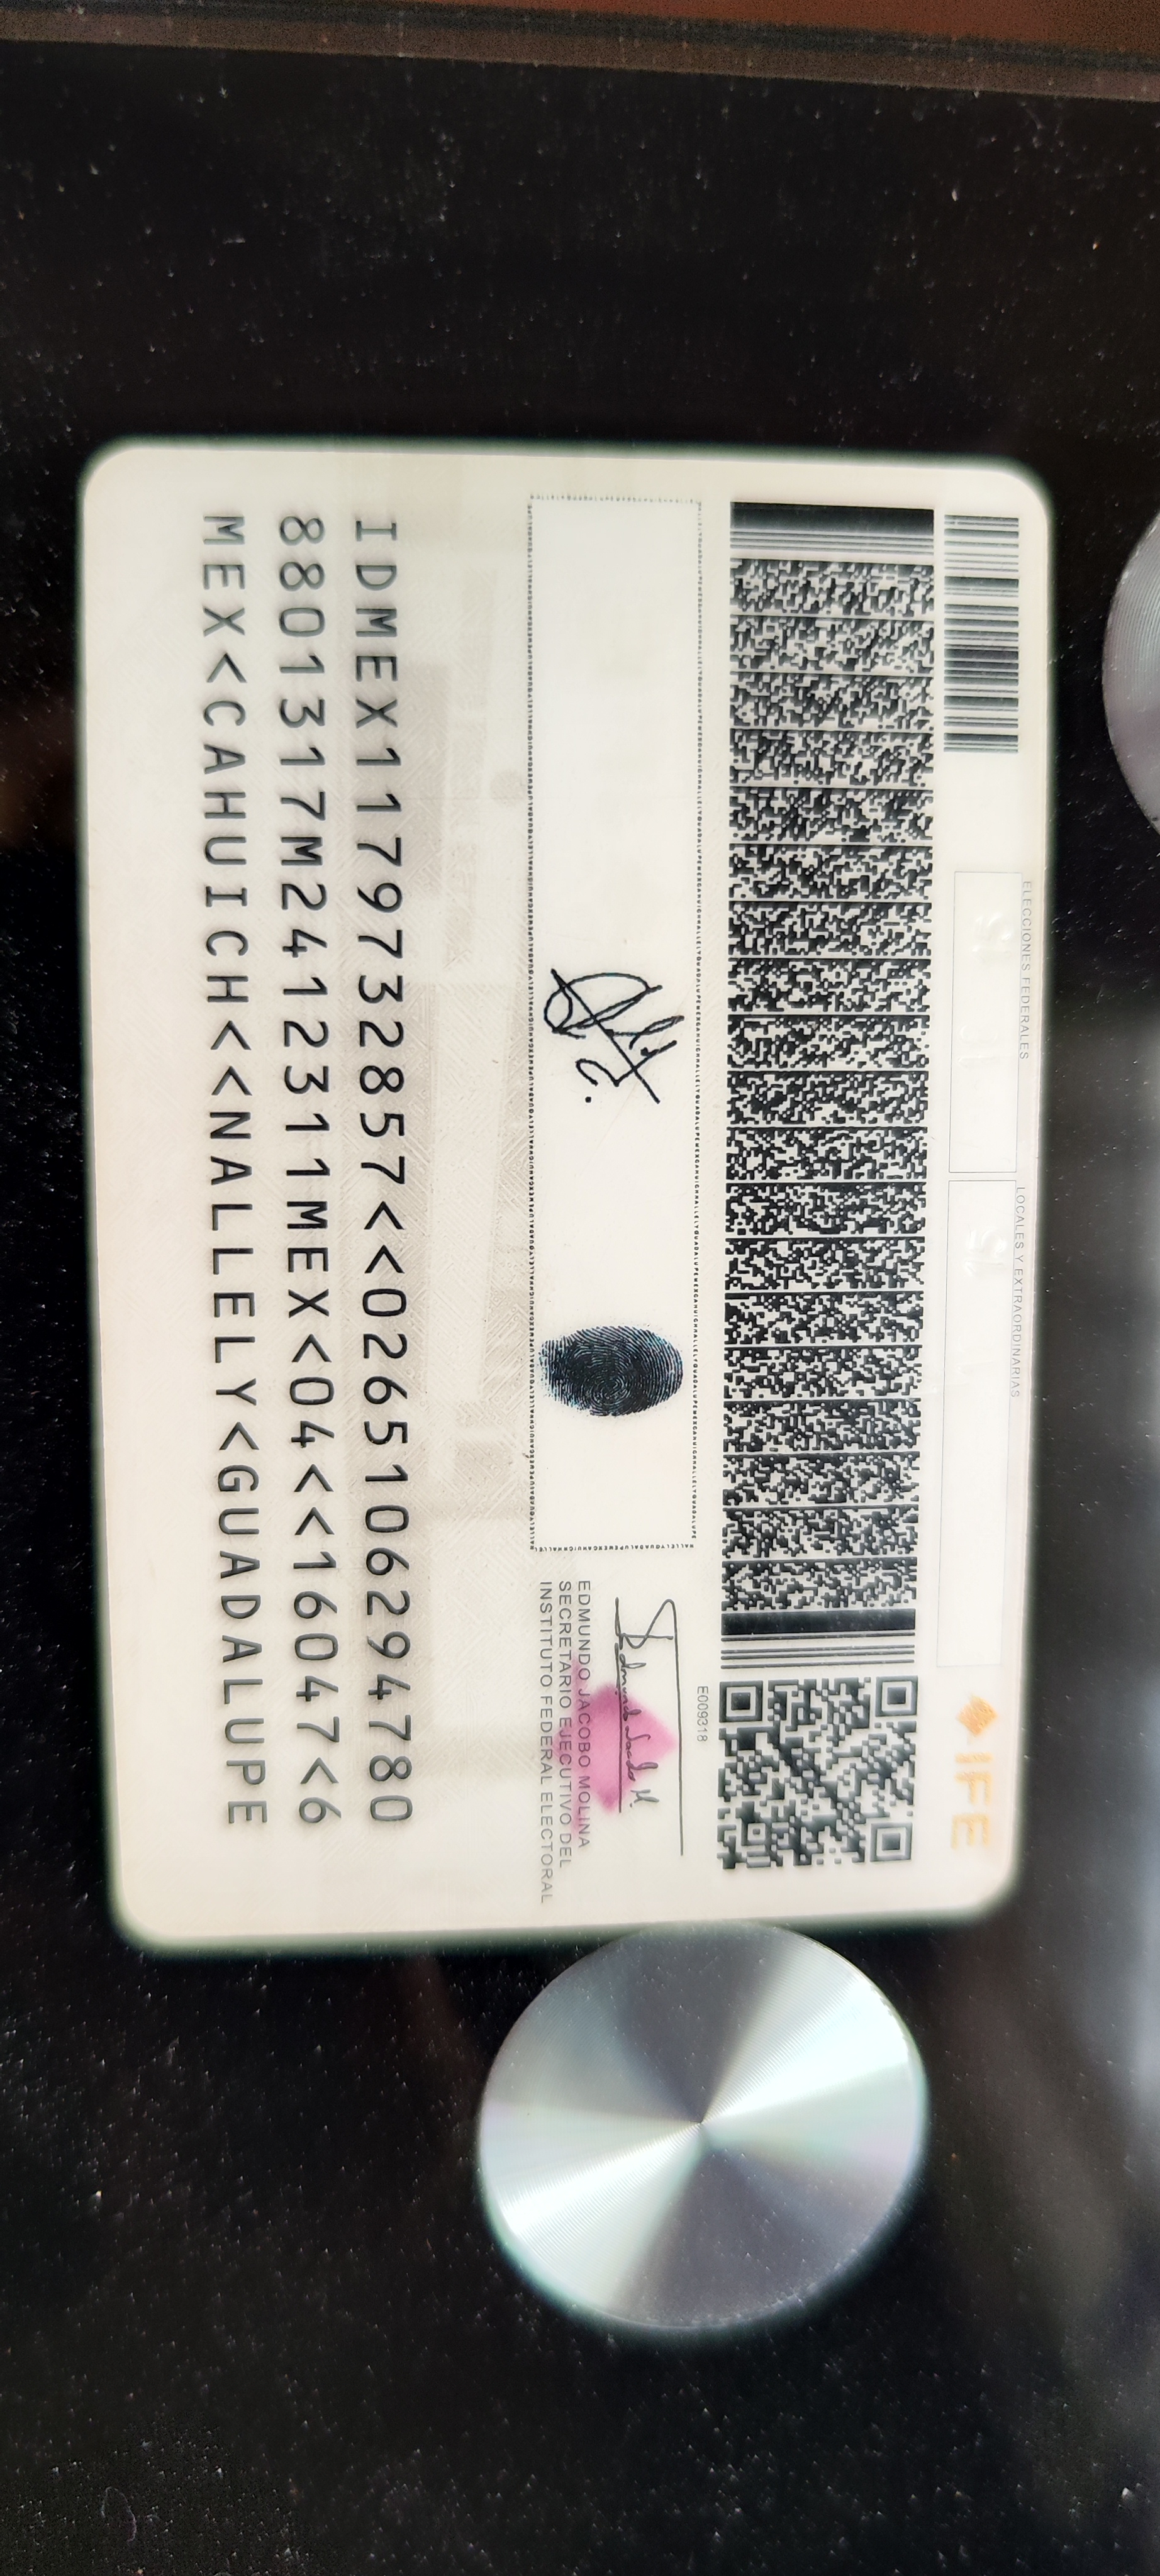 ELECCIONES FEDERALES
LOCALES Y EXTRAORDINARIAS
IFE
E009318
EDMUNDO JACOBO MOLINA
SECRETARIO EJECUTIVO DEL
INSTITUTO FEDERAL ELECTORAL
IDMEX1179732857<<0265106294780
8801317M2412311MEX<04<<16047<6
MEX<CAHUICH<<NALLELY<GUADALUPE